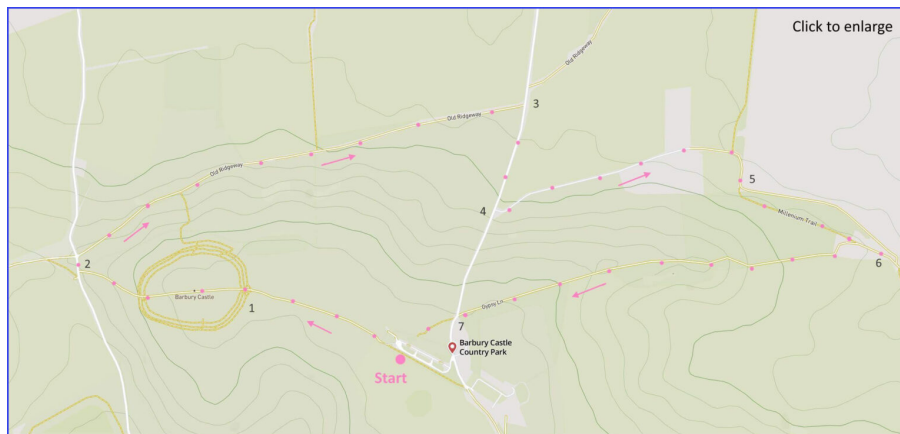 Click to enlarge
Old Ridgeway
3
Old Ridgeway
Old Ridgeway
5
4
Millenium Trail
2
6
Barbury Castle
1
Gypsy Ln
7
Barbury Castle
Country Park
Start